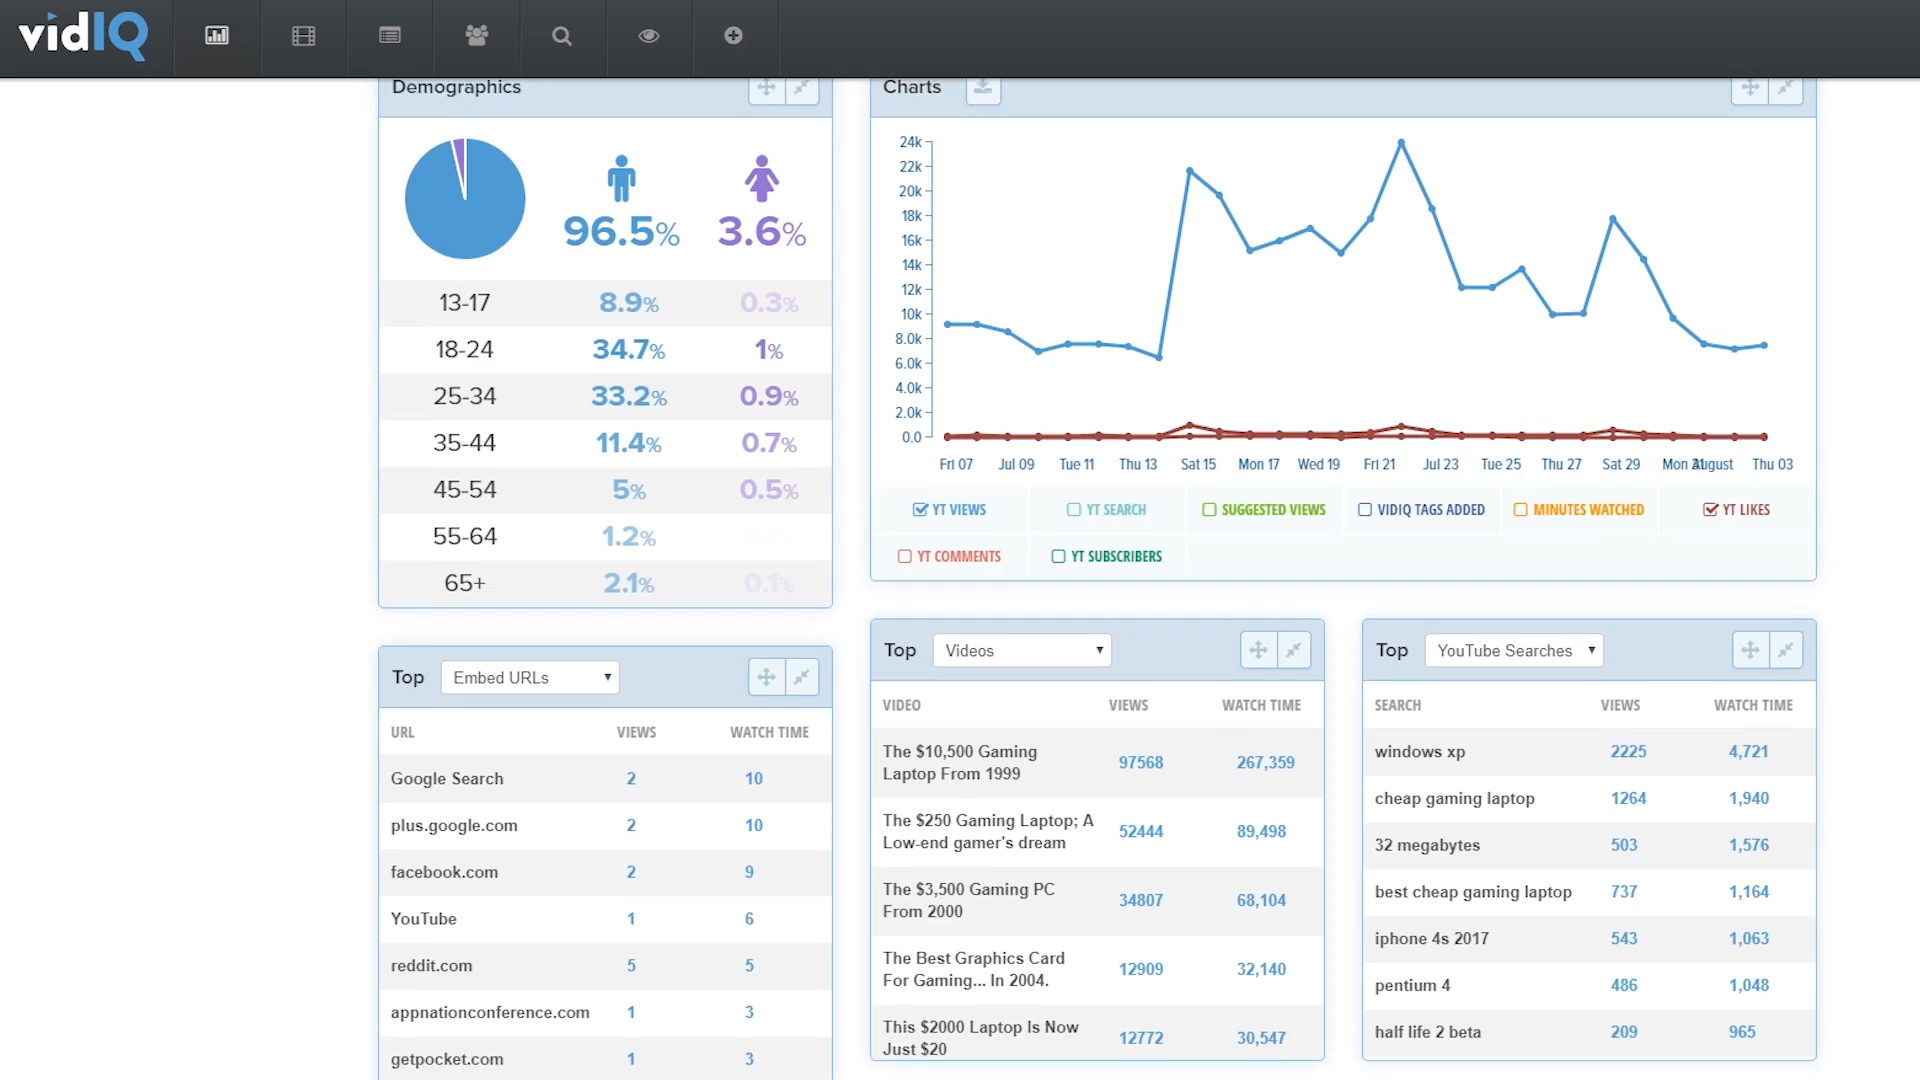 vidIQ
Demographics
96.5% 3.6%
13-17 8.9% 0.3%
18-24 34.7% 1%
25-34 33.2% 0.9%
35-44 11.4% 0.7%
45-54 5% 0.5%
55-64 1.2%
65+ 2.1% 0.1%
Charts
24k
22k
20k
18k
16k
14k
12k
10k
8.0k
6.0k
4.0k
2.0k
0.0
Fri 07 Jul 09 Tue 11 Thu 13 Sat 15 Mon 17 Wed 19 Fri 21 Jul 23 Tue 25 Thu 27 Sat 29 Mon 31 August Thu 03
YT VIEWS YT SEARCH SUGGESTED VIEWS VIDIQ TAGS ADDED MINUTES WATCHED YT LIKES
YT COMMENTS YT SUBSCRIBERS
Top Embed URLs
URL VIEWS WATCH TIME
Google Search 2 10
plus.google.com 2 10
facebook.com 2 9
YouTube 1 6
reddit.com 5 5
appnationconference.com 1 3
getpocket.com 1 3
Top Videos
VIDEO VIEWS WATCH TIME
The $10,500 Gaming
Laptop From 1999 97568 267,359
The $250 Gaming Laptop; A
Low-end gamer's dream 52444 89,498
The $3,500 Gaming PC
From 2000 34807 68,104
The Best Graphics Card
For Gaming... In 2004. 12909 32,140
This $2000 Laptop Is Now
Just $20 12772 30,547
Top YouTube Searches
SEARCH VIEWS WATCH TIME
windows xp 2225 4,721
cheap gaming laptop 1264 1,940
32 megabytes 503 1,576
best cheap gaming laptop 737 1,164
iphone 4s 2017 543 1,063
pentium 4 486 1,048
half life 2 beta 209 965